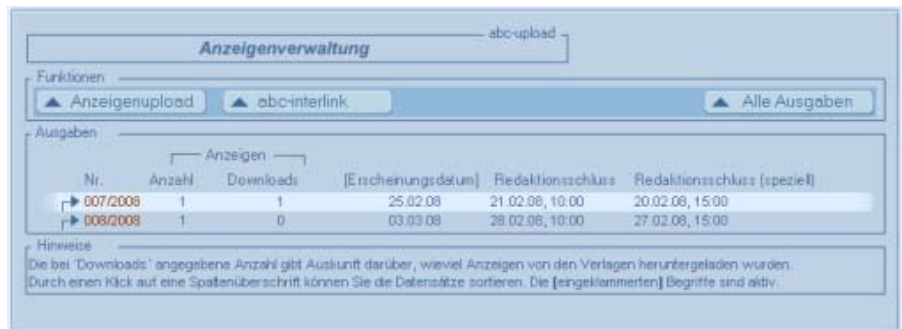 abc-upload
Anzeigenverwaltung
Funktionen
Anzeigenupload abc-interlink Alle Ausgaben
Ausgaben
Anzeigen
Nr. Anzahl Downloads [Erscheinungsdatum] Redaktionsschluss Redaktionsschluss (speziell)
007/2008 1 1 25.02.08 21.02.08, 10:00 20.02.08, 15:00
008/2008 1 0 03.03.08 28.02.08, 10:00 27.02.08, 15:00
Hinweise
Die bei 'Downloads' angegebene Anzahl gibt Auskunft darüber, wieviel Anzeigen von den Verlagen heruntergeladen wurden.
Durch einen Klick auf eine Spaltenüberschrift können Sie die Datensätze sortieren. Die [eingeklammerten] Begriffe sind aktiv.